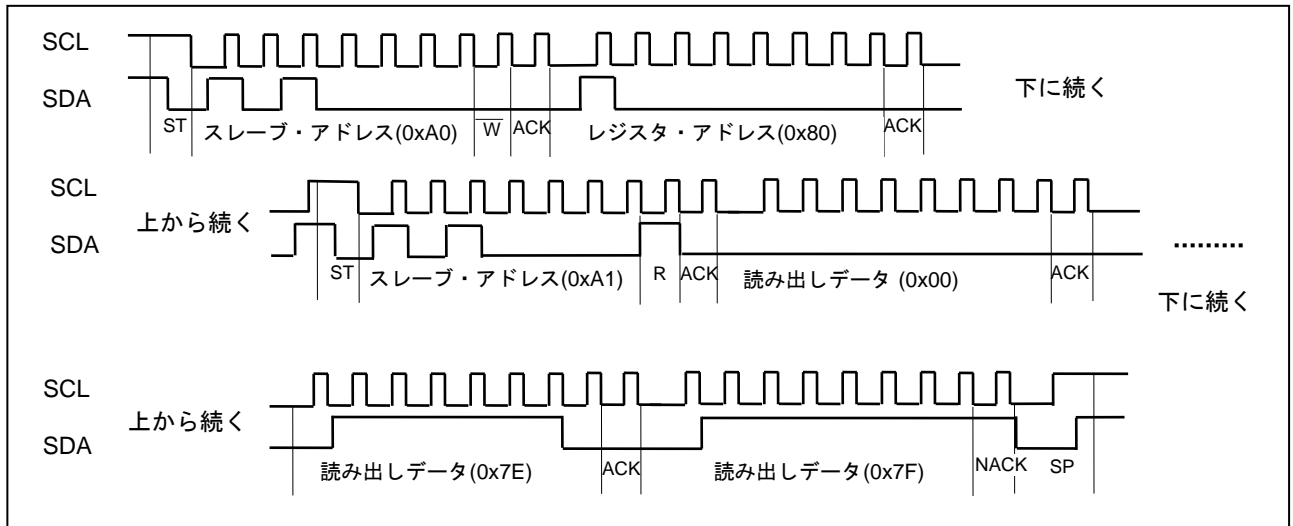 SCL
SDA
ST スレーブ・アドレス(0xA0) W ACK レジスタ・アドレス(0x80) ACK
下に続く
SCL
上から続く
SDA
ST スレーブ・アドレス(0xA1) R ACK 読み出しデータ (0x00) ACK
.........
下に続く
SCL
上から続く
SDA
読み出しデータ(0x7E) ACK 読み出しデータ(0x7F) NACK SP